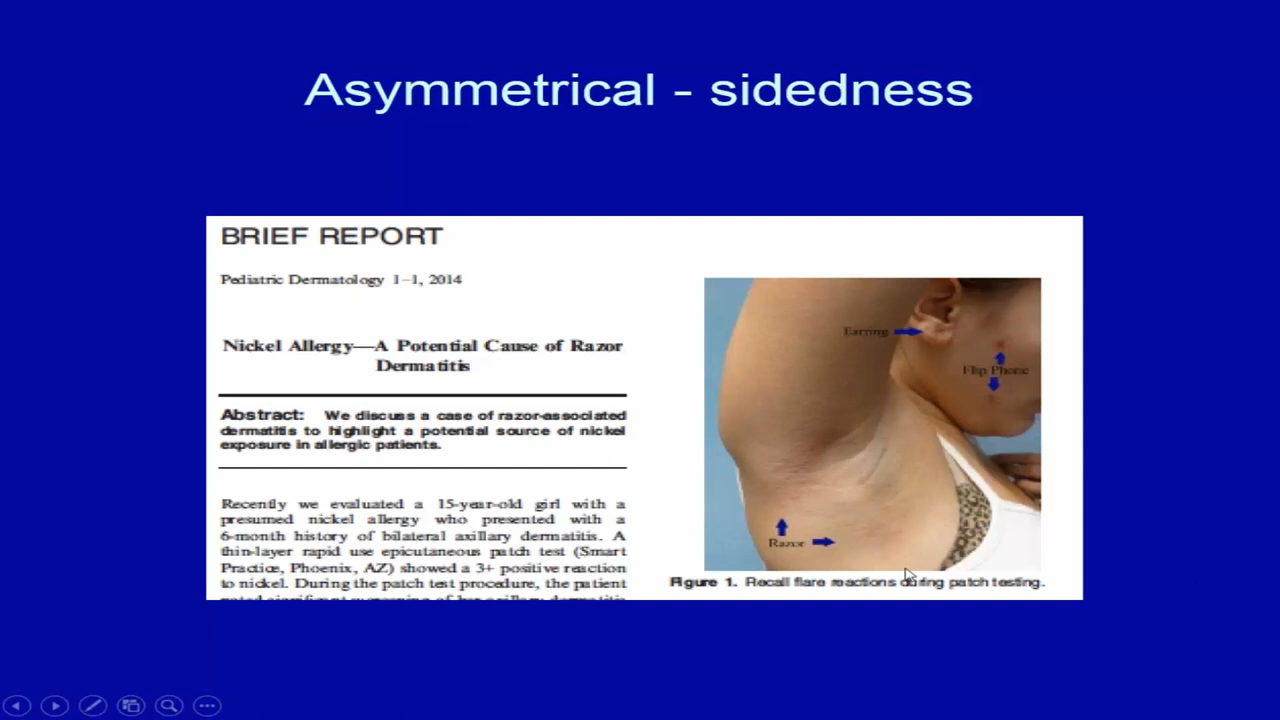 Asymmetrical - sidedness
BRIEF REPORT
Pediatric Dermatology 1–1, 2014
Nickel Allergy—A Potential Cause of Razor
Dermatitis
Abstract: We discuss a case of razor-associated
dermatitis to highlight a potential source of nickel
exposure in allergic patients.
Recently we evaluated a 15-year-old girl with a
presumed nickel allergy who presented with a
6-month history of bilateral axillary dermatitis. A
thin-layer rapid use epicutaneous patch test (Smart
Practice, Phoenix, AZ) showed a 3+ positive reaction
to nickel. During the patch test procedure, the patient
Earring
Flip Phone
Razor
Figure 1. Recall flare reactions during patch testing.